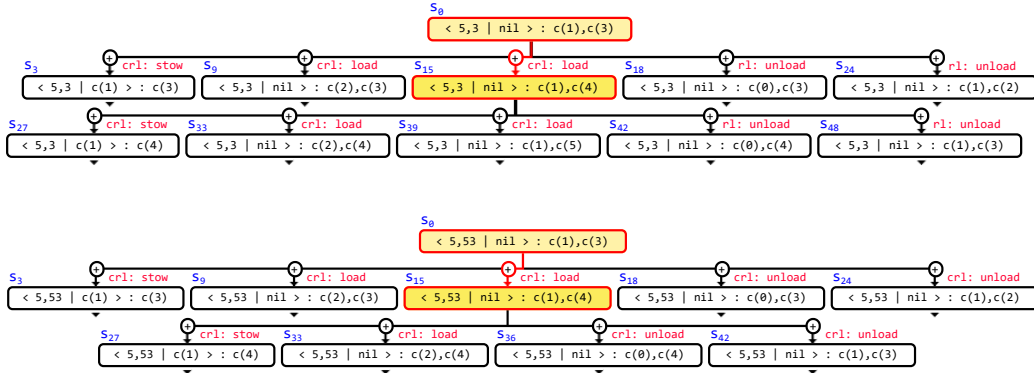 S0
< 5,3 | nil > : c(1),c(3)
+ + + + +
S3 crl: stow S9 crl: load S15 crl: load S18 rl: unload S24 rl: unload
< 5,3 | c(1) > : c(3) < 5,3 | nil > : c(2),c(3) < 5,3 | nil > : c(1),c(4) < 5,3 | nil > : c(0),c(3) < 5,3 | nil > : c(1),c(2)
+ + + + +
S27 crl: stow S33 crl: load S39 crl: load S42 rl: unload S48 rl: unload
< 5,3 | c(1) > : c(4) < 5,3 | nil > : c(2),c(4) < 5,3 | nil > : c(1),c(5) < 5,3 | nil > : c(0),c(4) < 5,3 | nil > : c(1),c(3)
S0
< 5,53 | nil > : c(1),c(3)
+ + + + +
S3 crl: stow S9 crl: load S15 crl: load S18 crl: unload S24 crl: unload
< 5,53 | c(1) > : c(3) < 5,53 | nil > : c(2),c(3) < 5,53 | nil > : c(1),c(4) < 5,53 | nil > : c(0),c(3) < 5,53 | nil > : c(1),c(2)
+ + + +
S27 crl: stow S33 crl: load S36 crl: unload S42 crl: unload
< 5,53 | c(1) > : c(4) < 5,53 | nil > : c(2),c(4) < 5,53 | nil > : c(0),c(4) < 5,53 | nil > : c(1),c(3)